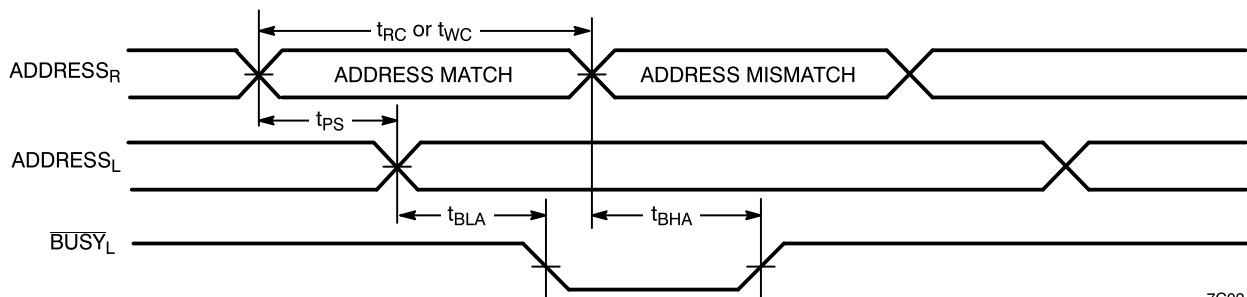 tRC or tWC
ADDRESSR
ADDRESS MATCH
ADDRESS MISMATCH
tPS
ADDRESSL
tBLA
tBHA
BUSYL